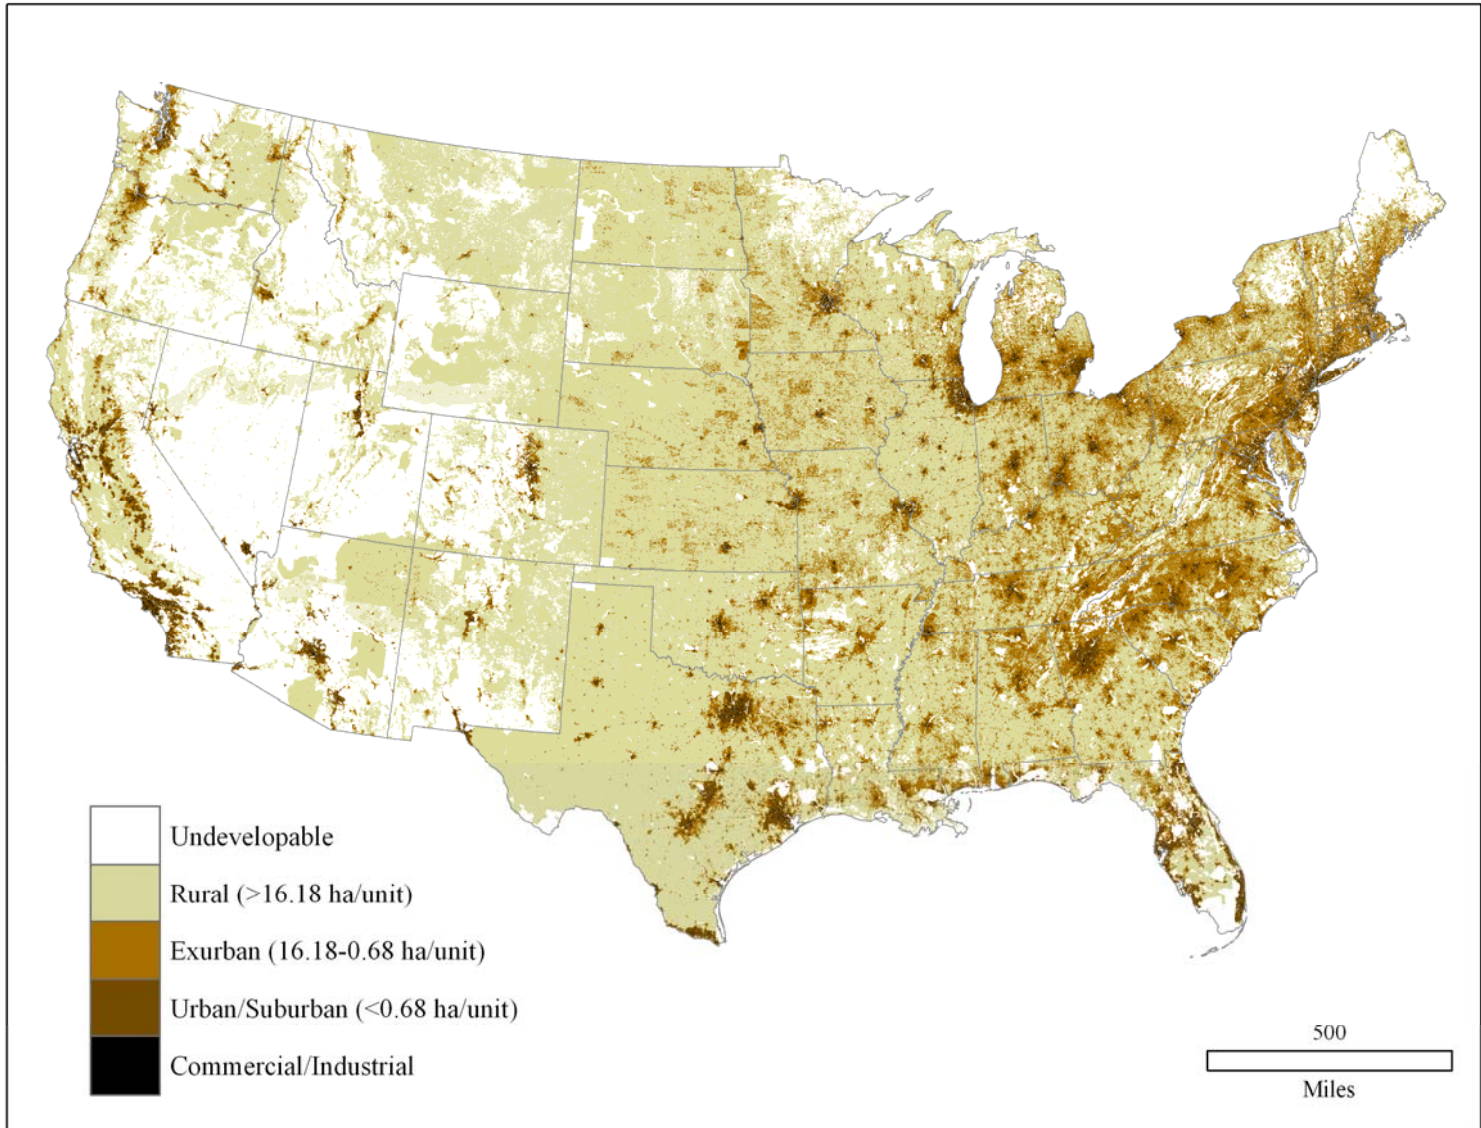 Undevelopable
Rural (>16.18 ha/unit)
Exurban (16.18-0.68 ha/unit)
Urban/Suburban (<0.68 ha/unit)
Commercial/Industrial
500
Miles